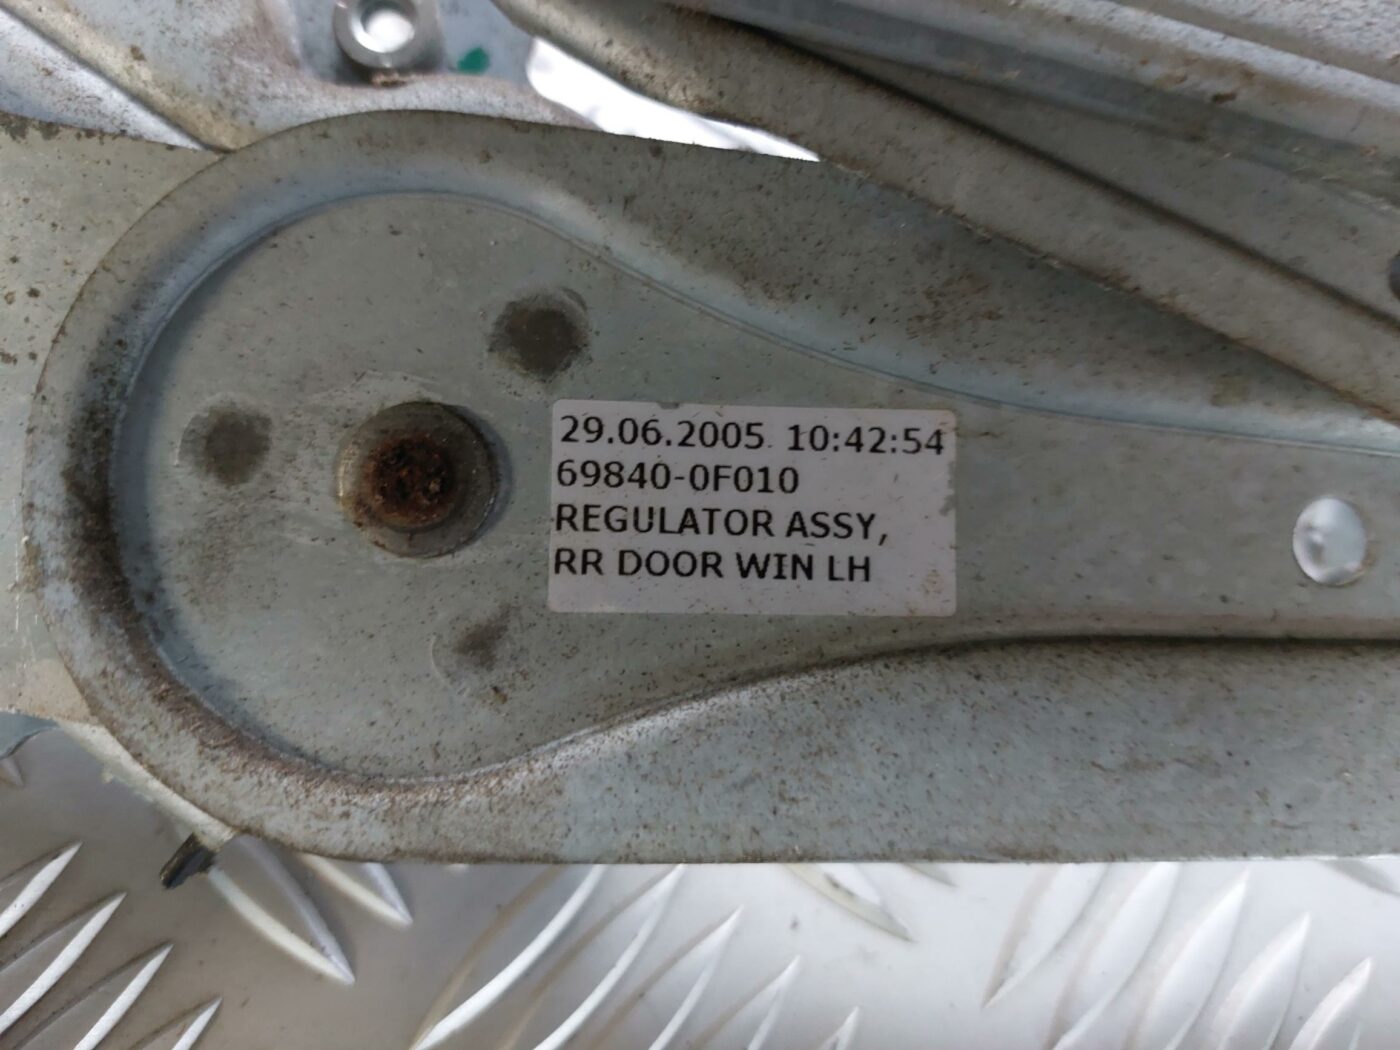 29.06.2005 10:42:54
69840-0F010
REGULATOR ASSY,
RR DOOR WIN LH